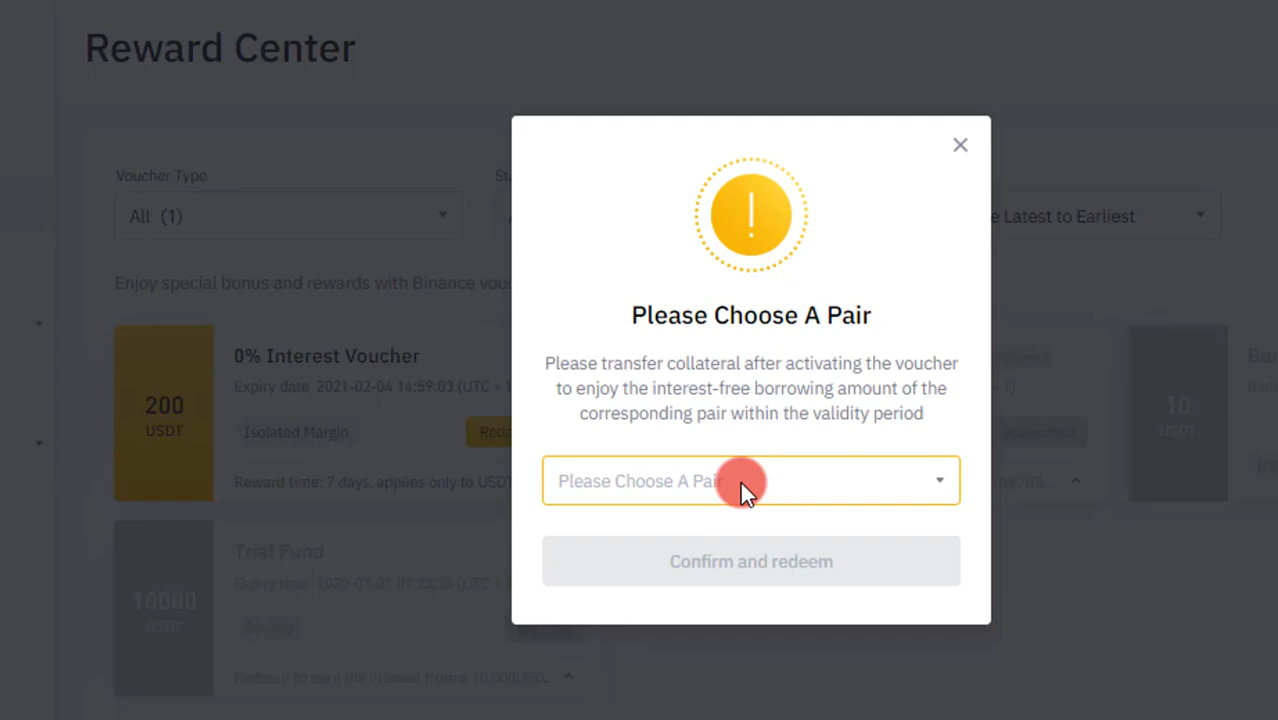 Reward Center
Voucher Type
All (1)
e Latest to Earliest
Enjoy special bonus and rewards with Binance vou
0% Interest Voucher
Expiry date 2021-02-04 14:59:03 (UTC +
200
USDT
Isolated Margin
Reward time: 7 days, applies only to USDT
Trial Fund
10000
USDT
10
USDT
Please Choose A Pair
Please transfer collateral after activating the voucher
to enjoy the interest-free borrowing amount of the
corresponding pair within the validity period
Please Choose A Pair
Confirm and redeem